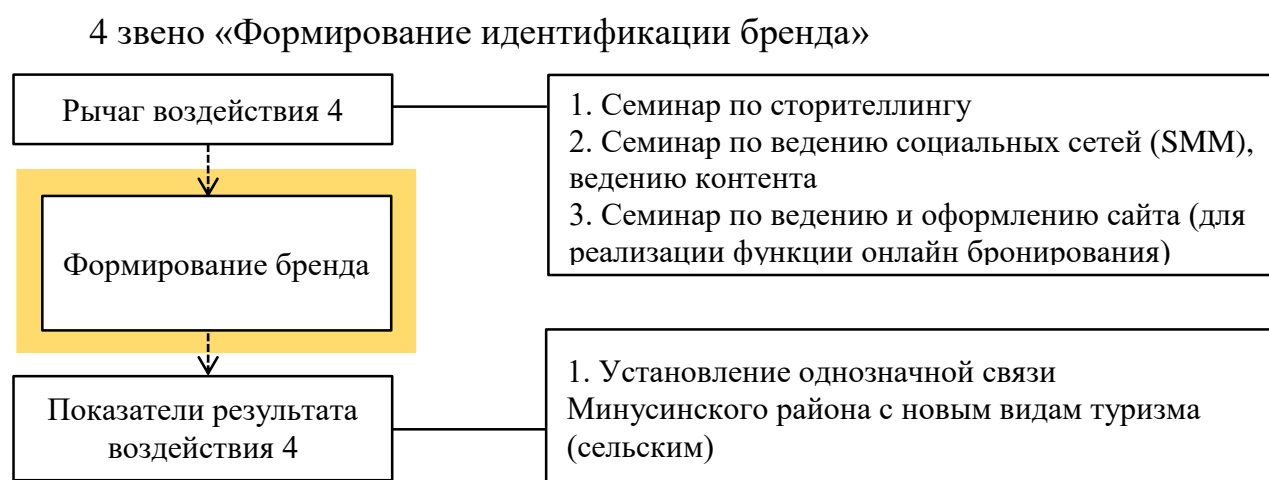 4 звено «Формирование идентификации бренда»
Рычаг воздействия 4
1. Семинар по сторителлингу
2. Семинар по ведению социальных сетей (SMM),
ведению контента
3. Семинар по ведению и оформлению сайта (для
реализации функции онлайн бронирования)
Формирование бренда
Показатели результата
воздействия 4
1. Установление однозначной связи
Минусинского района с новым видам туризма
(сельским)